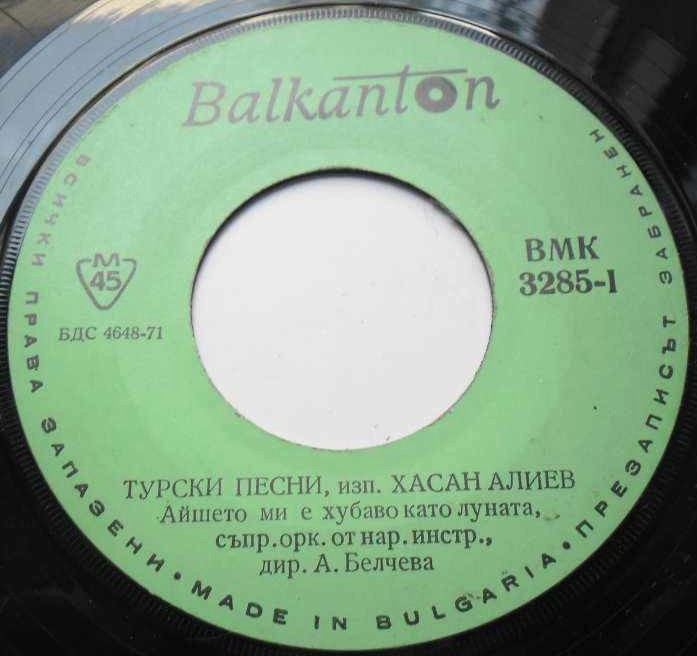 Balkanton
M
45
БДС 4648-71
ВМК
3285-I
ТУРСКИ ПЕСНИ, изп. ХАСАН АЛИЕВ
Айшето ми е хубаво като луната,
съпр. орк. от нар. инстр.,
дир. А. Белчева
ВСИЧКИ ПРАВА ЗАПАЗЕНИ • MADE IN BULGARIA • ПРЕЗАПИСЪТ ЗАБРАНЕН